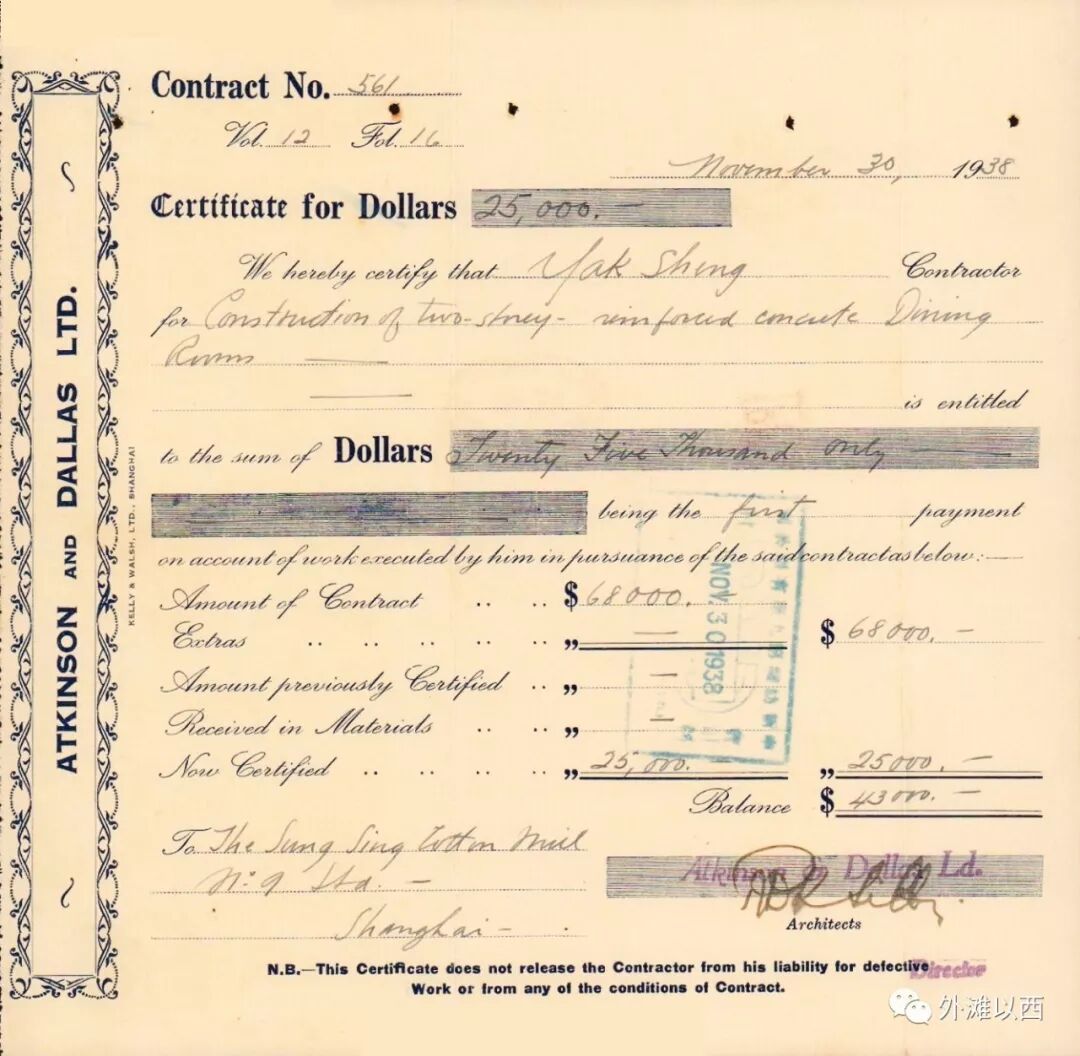 Contract No. 561
Vol. 12 Fol. 16
November 30, 1938
Certificate for Dollars 25,000.—
We hereby certify that Yak Sheng Contractor
for Construction of two-storey- reinforced concrete Dining
Rooms ——
—— is entitled
to the sum of Dollars Twenty Five Thousand only ——
being the first payment
on account of work executed by him in pursuance of the said contract as below:—
Amount of Contract .. .. $ 68000.—
Extras .. .. .. .. .. „ — $ 68000.—
Amount previously Certified .. „ —
Received in Materials .. .. „ —
Now Certified .. .. .. .. „ 25,000. „ 25000.—
Balance $ 43000.—
To The Sung Sing Cotton Mill
No. 9 Ltd. —
Shanghai —
Atkinson & Dallas Ld.
Architects
Director
N.B.—This Certificate does not release the Contractor from his liability for defective
Work or from any of the conditions of Contract.
ATKINSON AND DALLAS LTD.
KELLY & WALSH, LTD., SHANGHAI
NOV. 30 1938
外滩以西